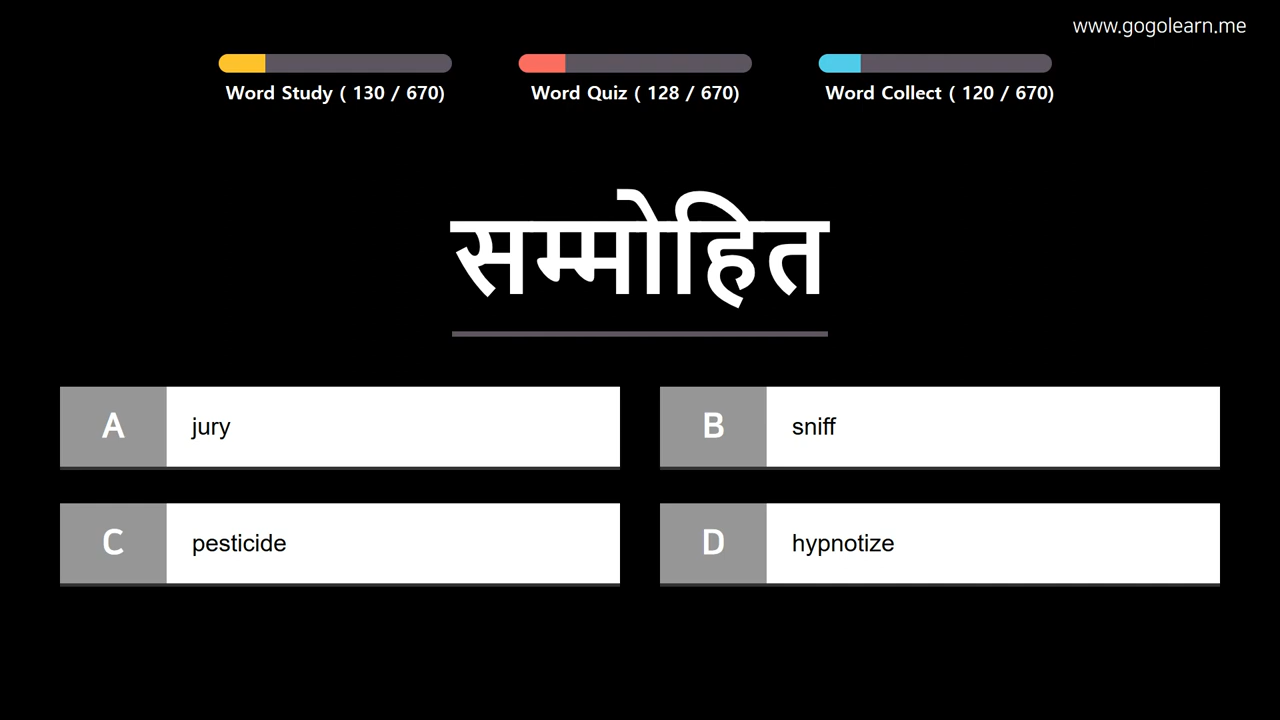 www.gogolearn.me
Word Study ( 130 / 670)
Word Quiz ( 128 / 670)
Word Collect ( 120 / 670)
सम्मोहित
A jury
B sniff
C pesticide
D hypnotize